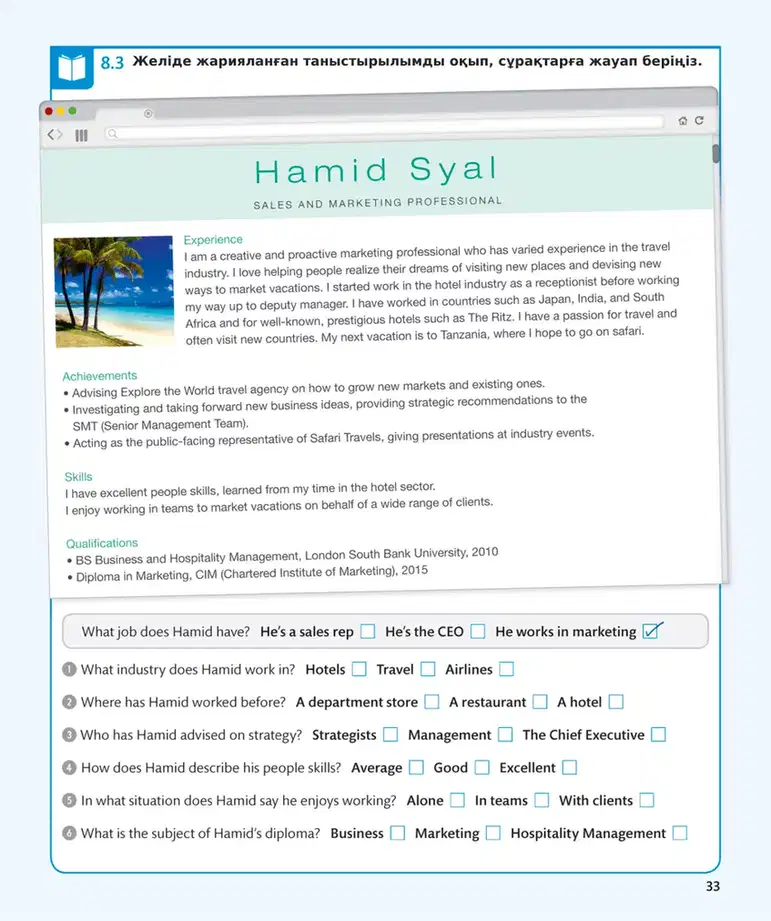 8.3 Желіде жарияланған таныстырылымды оқып, сұрақтарға жауап беріңіз.
Hamid Syal
SALES AND MARKETING PROFESSIONAL
Experience
I am a creative and proactive marketing professional who has varied experience in the travel
industry. I love helping people realize their dreams of visiting new places and devising new
ways to market vacations. I started work in the hotel industry as a receptionist before working
my way up to deputy manager. I have worked in countries such as Japan, India, and South
Africa and for well-known, prestigious hotels such as The Ritz. I have a passion for travel and
often visit new countries. My next vacation is to Tanzania, where I hope to go on safari.
Achievements
• Advising Explore the World travel agency on how to grow new markets and existing ones.
• Investigating and taking forward new business ideas, providing strategic recommendations to the
SMT (Senior Management Team).
• Acting as the public-facing representative of Safari Travels, giving presentations at industry events.
Skills
I have excellent people skills, learned from my time in the hotel sector.
I enjoy working in teams to market vacations on behalf of a wide range of clients.
Qualifications
• BS Business and Hospitality Management, London South Bank University, 2010
• Diploma in Marketing, CIM (Chartered Institute of Marketing), 2015
What job does Hamid have? He's a sales rep He's the CEO He works in marketing
1 What industry does Hamid work in? Hotels Travel Airlines
2 Where has Hamid worked before? A department store A restaurant A hotel
3 Who has Hamid advised on strategy? Strategists Management The Chief Executive
4 How does Hamid describe his people skills? Average Good Excellent
5 In what situation does Hamid say he enjoys working? Alone In teams With clients
6 What is the subject of Hamid's diploma? Business Marketing Hospitality Management
33